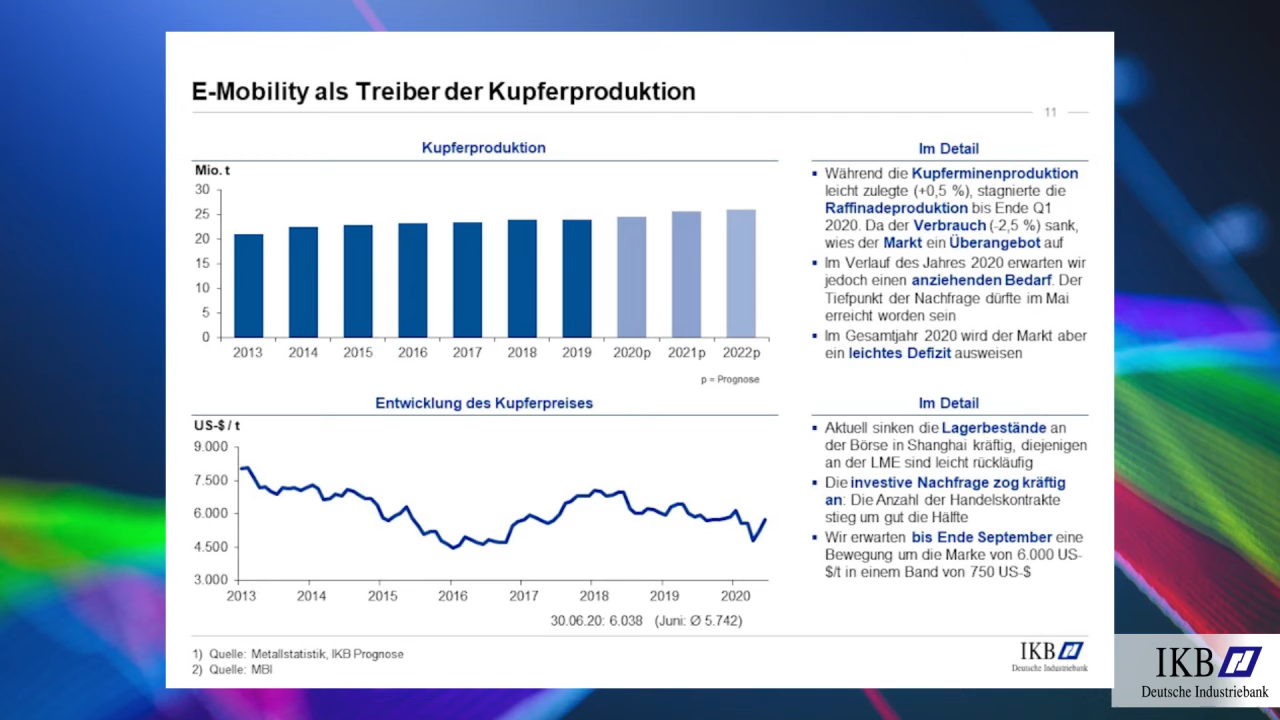 E-Mobility als Treiber der Kupferproduktion
11
Kupferproduktion
Mio. t
30
25
20
15
10
5
0
2013 2014 2015 2016 2017 2018 2019 2020p 2021p 2022p
p = Prognose
Im Detail
▪ Während die Kupferminenproduktion
leicht zulegte (+0,5 %), stagnierte die
Raffinadeproduktion bis Ende Q1
2020. Da der Verbrauch (-2,5 %) sank,
wies der Markt ein Überangebot auf
▪ Im Verlauf des Jahres 2020 erwarten wir
jedoch einen anziehenden Bedarf. Der
Tiefpunkt der Nachfrage dürfte im Mai
erreicht worden sein
▪ Im Gesamtjahr 2020 wird der Markt aber
ein leichtes Defizit ausweisen
Entwicklung des Kupferpreises
US-$ / t
9.000
7.500
6.000
4.500
3.000
2013 2014 2015 2016 2017 2018 2019 2020
30.06.20: 6.038 (Juni: Ø 5.742)
Im Detail
▪ Aktuell sinken die Lagerbestände an
der Börse in Shanghai kräftig, diejenigen
an der LME sind leicht rückläufig
▪ Die investive Nachfrage zog kräftig
an: Die Anzahl der Handelskontrakte
stieg um gut die Hälfte
▪ Wir erwarten bis Ende September eine
Bewegung um die Marke von 6.000 US-
$/t in einem Band von 750 US-$
1) Quelle: Metallstatistik, IKB Prognose
2) Quelle: MBI
IKB
Deutsche Industriebank
IKB
Deutsche Industriebank